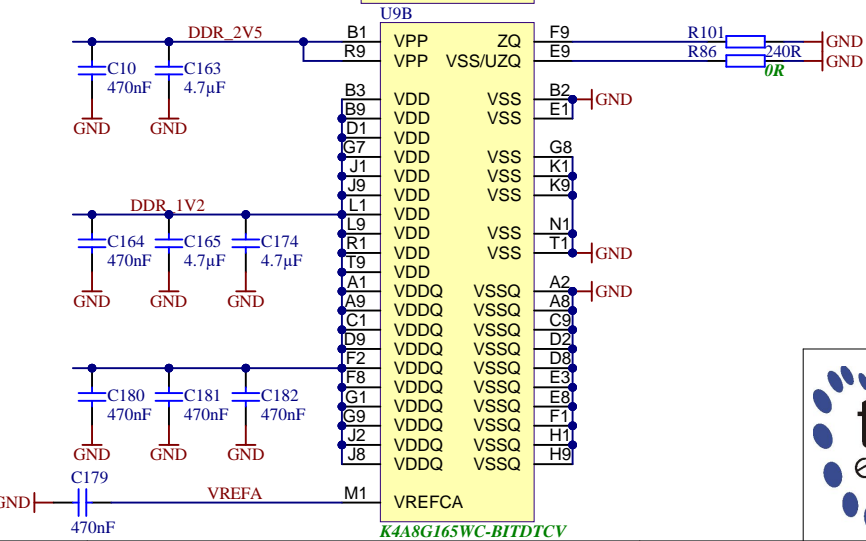 U9B
DDR_2V5 B1 VPP ZQ F9 R101 GND
R9 VPP VSS/UZQ E9 R86 240R GND
C10 C163 0R
470nF 4.7µF
B3 VDD VSS B2 GND
B9 VDD VSS E1
GND GND D1 VDD
G7 VDD VSS G8
J1 VDD VSS K1
J9 VDD VSS K9
DDR_1V2 L1 VDD
L9 VDD VSS N1
C164 C165 C174
R1 VDD VSS T1 GND
470nF 4.7µF 4.7µF
T9 VDD
A1 VDDQ VSSQ A2 GND
GND GND GND A9 VDDQ VSSQ A8
C1 VDDQ VSSQ C9
D9 VDDQ VSSQ D2
F2 VDDQ VSSQ D8
F8 VDDQ VSSQ E3
C180 C181 C182 G1 VDDQ VSSQ E8
470nF 470nF 470nF G9 VDDQ VSSQ F1
J2 VDDQ VSSQ H1
GND GND GND J8 VDDQ VSSQ H9
C179
GND VREFA M1 VREFCA
470nF
K4A8G165WC-BITDTCV